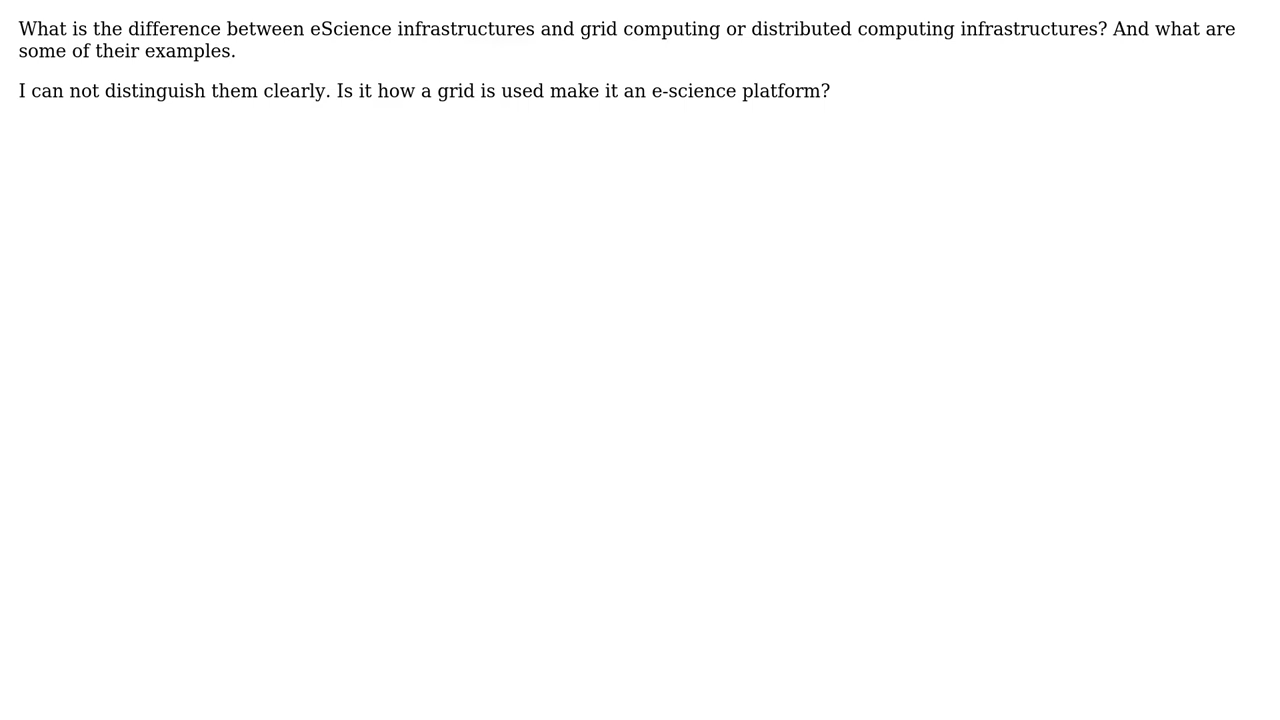 What is the difference between eScience infrastructures and grid computing or distributed computing infrastructures? And what are
some of their examples.
I can not distinguish them clearly. Is it how a grid is used make it an e-science platform?